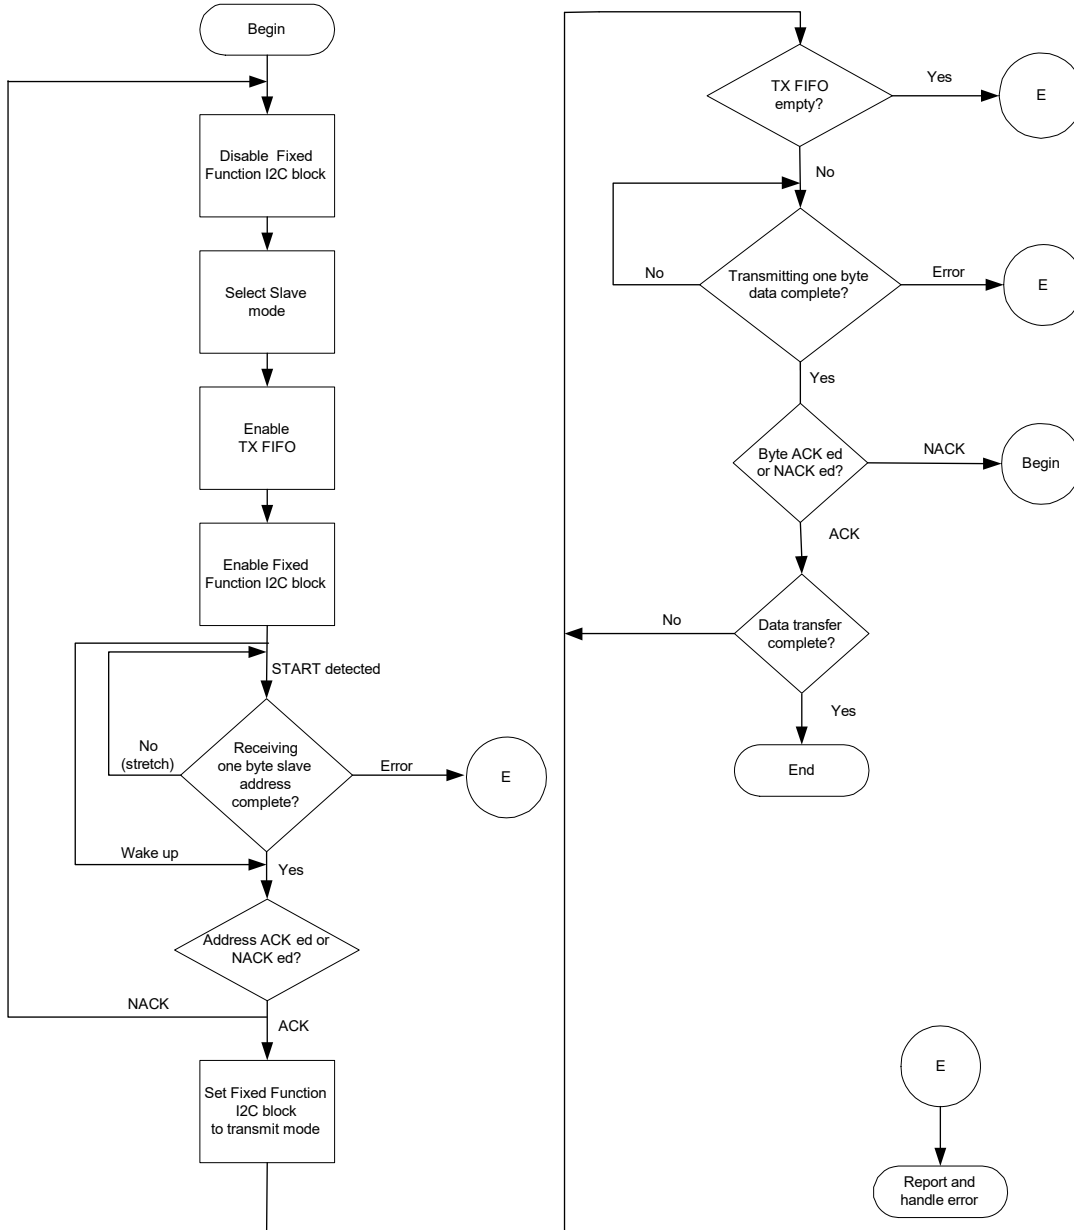 Begin
Disable Fixed
Function I2C block
Select Slave
mode
Enable
TX FIFO
Enable Fixed
Function I2C block
START detected
No
(stretch)
Receiving
one byte slave
address
complete?
Error
E
Wake up
Yes
Address ACK ed or
NACK ed?
NACK
ACK
Set Fixed Function
I2C block
to transmit mode
TX FIFO
empty?
Yes
E
No
No
Transmitting one byte
data complete?
Error
E
Yes
Byte ACK ed
or NACK ed?
NACK
Begin
ACK
No
Data transfer
complete?
Yes
End
E
Report and
handle error